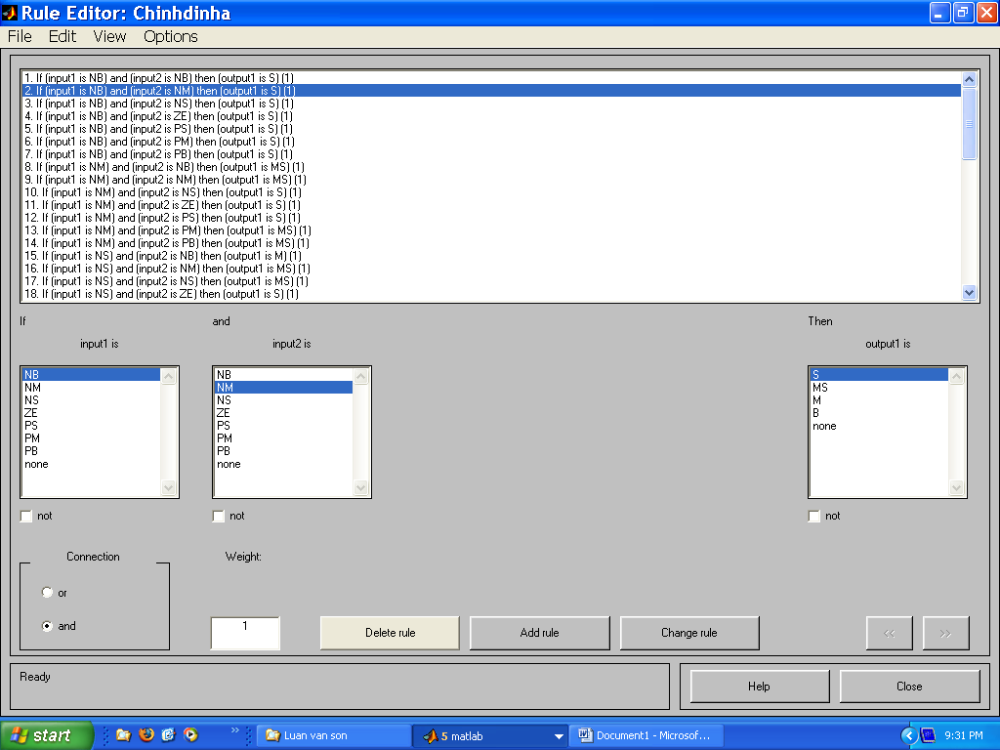 Rule Editor: Chinhdinha
File Edit View Options
1. If (input1 is NB) and (input2 is NB) then (output1 is S) (1)
2. If (input1 is NB) and (input2 is NM) then (output1 is S) (1)
3. If (input1 is NB) and (input2 is NS) then (output1 is S) (1)
4. If (input1 is NB) and (input2 is ZE) then (output1 is S) (1)
5. If (input1 is NB) and (input2 is PS) then (output1 is S) (1)
6. If (input1 is NB) and (input2 is PM) then (output1 is S) (1)
7. If (input1 is NB) and (input2 is PB) then (output1 is S) (1)
8. If (input1 is NM) and (input2 is NB) then (output1 is MS) (1)
9. If (input1 is NM) and (input2 is NM) then (output1 is MS) (1)
10. If (input1 is NM) and (input2 is NS) then (output1 is S) (1)
11. If (input1 is NM) and (input2 is ZE) then (output1 is S) (1)
12. If (input1 is NM) and (input2 is PS) then (output1 is S) (1)
13. If (input1 is NM) and (input2 is PM) then (output1 is MS) (1)
14. If (input1 is NM) and (input2 is PB) then (output1 is MS) (1)
15. If (input1 is NS) and (input2 is NB) then (output1 is M) (1)
16. If (input1 is NS) and (input2 is NM) then (output1 is MS) (1)
17. If (input1 is NS) and (input2 is NS) then (output1 is MS) (1)
18. If (input1 is NS) and (input2 is ZE) then (output1 is S) (1)
If and Then
input1 is input2 is output1 is
NB NB S
NM NM MS
NS NS M
ZE ZE B
PS PS none
PM PM
PB PB
none none
not not not
Connection Weight:
or
and 1 Delete rule Add rule Change rule << >>
Ready Help Close
start » Luan van son 5 matlab Document1 - Microsof... 9:31 PM